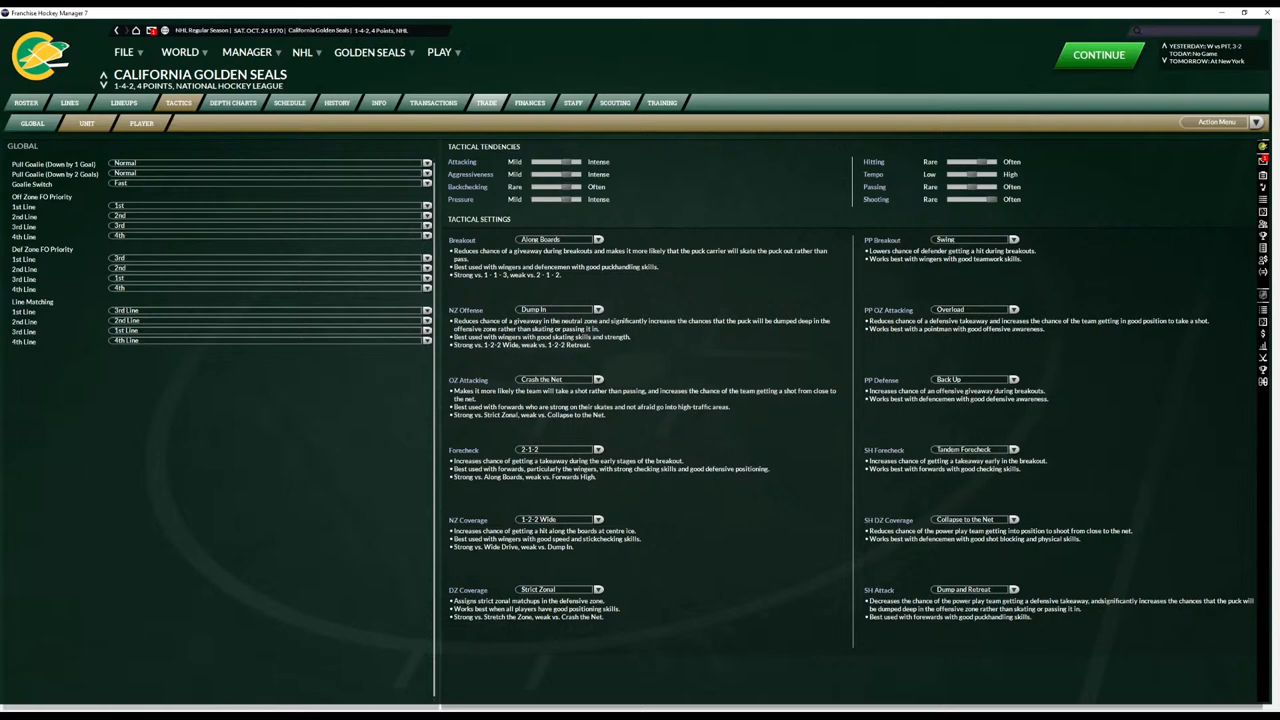 Franchise Hockey Manager 7
NHL Regular Season | SAT. OCT. 24 1970 | California Golden Seals | 1-4-2, 4 Points, NHL
FILE WORLD MANAGER NHL GOLDEN SEALS PLAY
CONTINUE
YESTERDAY: W vs PIT, 3-2
TODAY: No Game
TOMORROW: At New York
CALIFORNIA GOLDEN SEALS
1-4-2, 4 POINTS, NATIONAL HOCKEY LEAGUE
ROSTER LINES LINEUPS TACTICS DEPTH CHARTS SCHEDULE HISTORY INFO TRANSACTIONS TRADE FINANCES STAFF SCOUTING TRAINING
GLOBAL UNIT PLAYER
Action Menu
GLOBAL
Pull Goalie (Down by 1 Goal) Normal
Pull Goalie (Down by 2 Goals) Normal
Goalie Switch Fast
Off Zone FO Priority
1st Line 1st
2nd Line 2nd
3rd Line 3rd
4th Line 4th
Def Zone FO Priority
1st Line 3rd
2nd Line 2nd
3rd Line 1st
4th Line 4th
Line Matching
1st Line 3rd Line
2nd Line 2nd Line
3rd Line 1st Line
4th Line 4th Line
TACTICAL TENDENCIES
Attacking Mild Intense
Aggressiveness Mild Intense
Backchecking Rare Often
Pressure Mild Intense
Hitting Rare Often
Tempo Low High
Passing Rare Often
Shooting Rare Often
TACTICAL SETTINGS
Breakout Along Boards
• Reduces chance of a giveaway during breakouts and makes it more likely that the puck carrier will skate the puck out rather than
pass.
• Best used with wingers and defencemen with good puckhandling skills.
• Strong vs. 1 - 1 - 3, weak vs. 2 - 1 - 2.
NZ Offense Dump In
• Reduces chance of a giveaway in the neutral zone and significantly increases the chances that the puck will be dumped deep in the
offensive zone rather than skating or passing it in.
• Best used with wingers with good skating skills and strength.
• Strong vs. 1-2-2 Wide, weak vs. 1-2-2 Retreat.
OZ Attacking Crash the Net
• Makes it more likely the team will take a shot rather than passing, and increases the chance of the team getting a shot from close to
the net.
• Best used with forwards who are strong on their skates and not afraid go into high-traffic areas.
• Strong vs. Strict Zonal, weak vs. Collapse to the Net.
Forecheck 2-1-2
• Increases chance of getting a takeaway during the early stages of the breakout.
• Best used with forwards, particularly the wingers, with strong checking skills and good defensive positioning.
• Strong vs. Along Boards, weak vs. Forwards High.
NZ Coverage 1-2-2 Wide
• Increases chance of getting a hit along the boards at centre ice.
• Best used with wingers with good speed and stickchecking skills.
• Strong vs. Wide Drive, weak vs. Dump In.
DZ Coverage Strict Zonal
• Assigns strict zonal matchups in the defensive zone.
• Works best when all players have good positioning skills.
• Strong vs. Stretch the Zone, weak vs. Crash the Net.
PP Breakout Swing
• Lowers chance of defender getting a hit during breakouts.
• Works best with wingers with good teamwork skills.
PP OZ Attacking Overload
• Reduces chance of a defensive takeaway and increases the chance of the team getting in good position to take a shot.
• Works best with a pointman with good offensive awareness.
PP Defense Back Up
• Increases chance of an offensive giveaway during breakouts.
• Works best with defencemen with good defensive awareness.
SH Forecheck Tandem Forecheck
• Increases chance of getting a takeaway early in the breakout.
• Works best with forwards with good checking skills.
SH DZ Coverage Collapse to the Net
• Reduces chance of the power play team getting into position to shoot from close to the net.
• Works best with defencemen with good shot blocking and physical skills.
SH Attack Dump and Retreat
• Decreases the chance of the power play team getting a defensive takeaway, andsignificantly increases the chances that the puck will
be dumped deep in the offensive zone rather than skating or passing it in.
• Best used with forewards with good puckhandling skills.